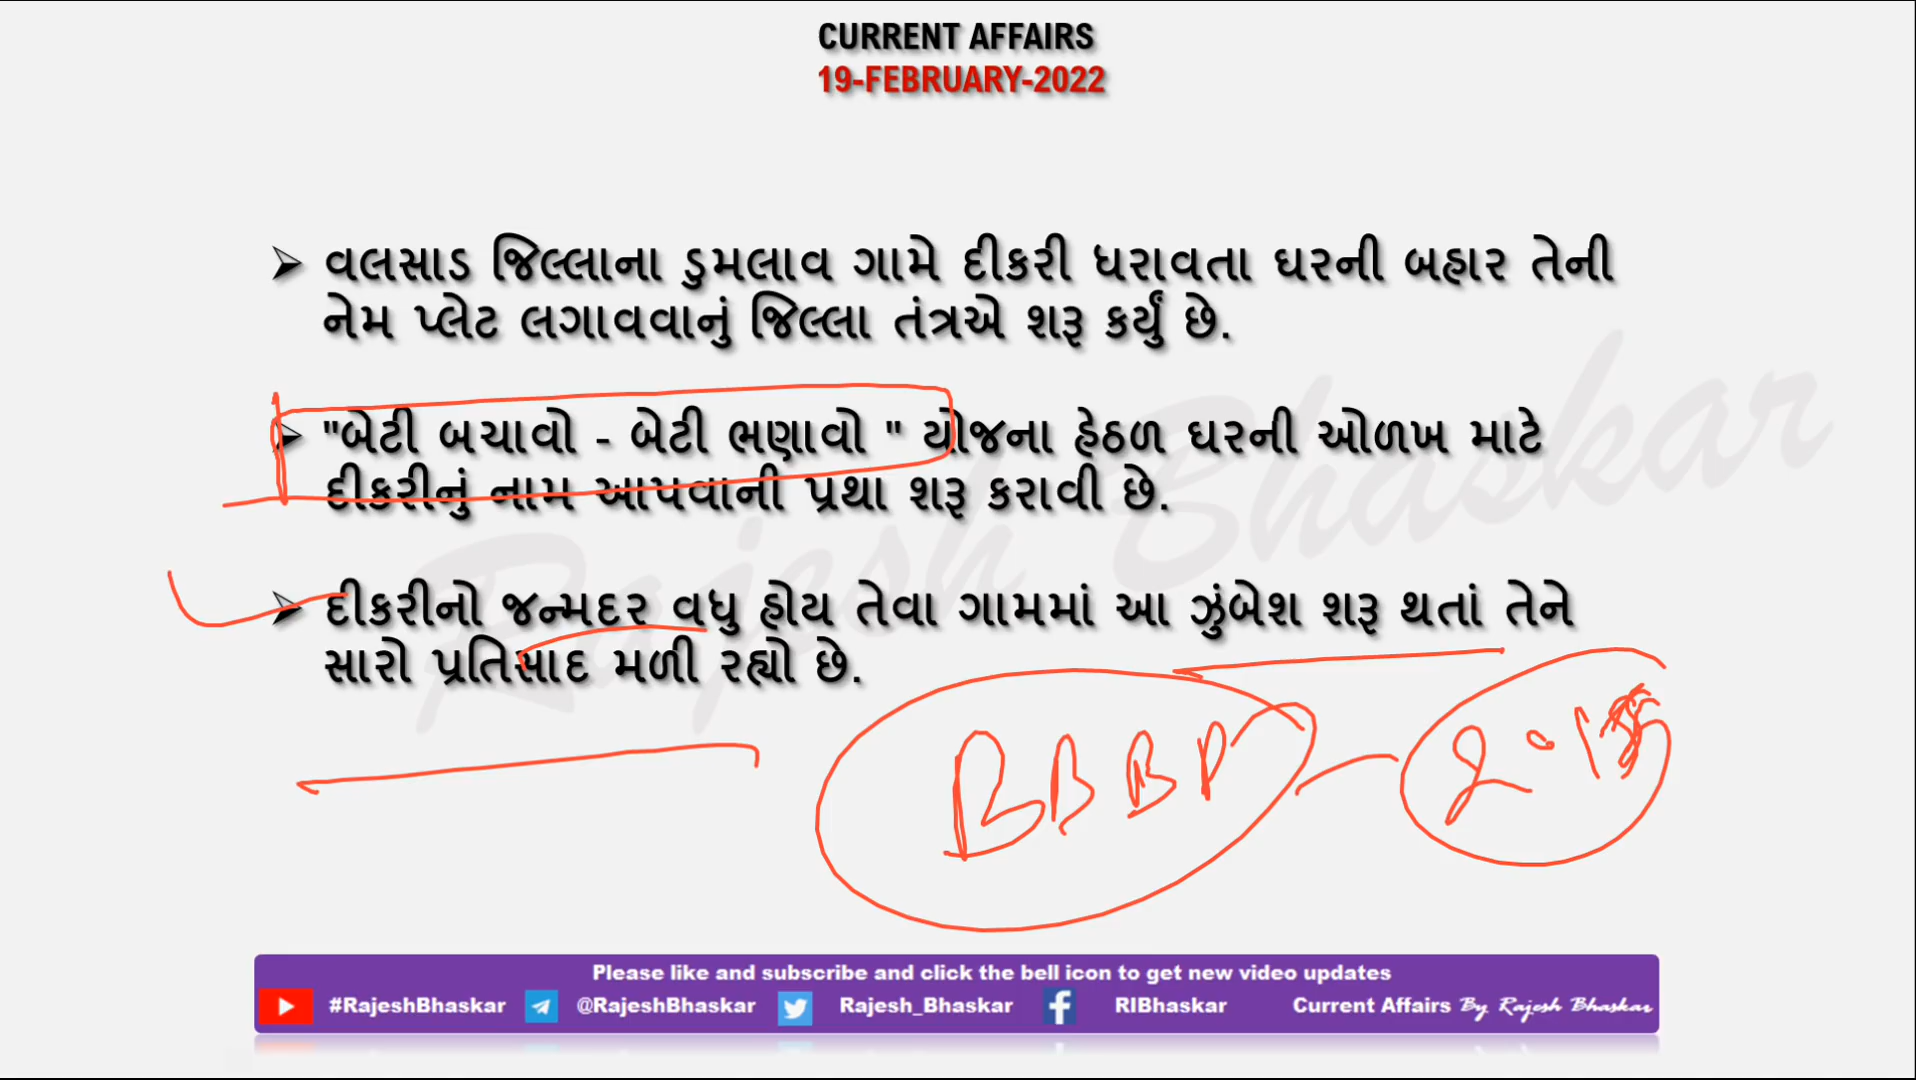 CURRENT AFFAIRS
19-FEBRUARY-2022
વલસાડ જિલ્લાના ડુમલાવ ગામે દીકરી ધરાવતા ઘરની બહાર તેની
નેમ પ્લેટ લગાવવાનું જિલ્લા તંત્રએ શરૂ કર્યું છે.
"બેટી બચાવો - બેટી ભણાવો " યોજના હેઠળ ઘરની ઓળખ માટે
દીકરીનું નામ આપવાની પ્રથા શરૂ કરાવી છે.
દીકરીનો જન્મદર વધુ હોય તેવા ગામમાં આ ઝુંબેશ શરૂ થતાં તેને
સારો પ્રતિસાદ મળી રહ્યો છે.
BBBP
Rajesh Bhaskar
Please like and subscribe and click the bell icon to get new video updates
#RajeshBhaskar @RajeshBhaskar Rajesh_Bhaskar RIBhaskar Current Affairs By Rajesh Bhaskar